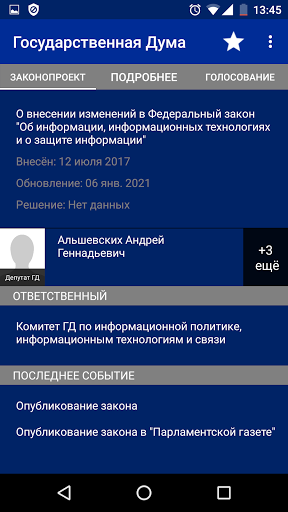 13:45
Государственная Дума
ЗАКОНОПРОЕКТ
ПОДРОБНЕЕ
ГОЛОСОВАНИЕ
О внесении изменений в Федеральный закон
"Об информации, информационных технологиях
и о защите информации"
Внесён: 12 июля 2017
Обновление: 06 янв. 2021
Решение: Нет данных
Альшевских Андрей
Геннадьевич
Депутат ГД
+3
ещё
ОТВЕТСТВЕННЫЙ
Комитет ГД по информационной политике,
информационным технологиям и связи
ПОСЛЕДНЕЕ СОБЫТИЕ
Опубликование закона
Опубликование закона в "Парламентской газете"